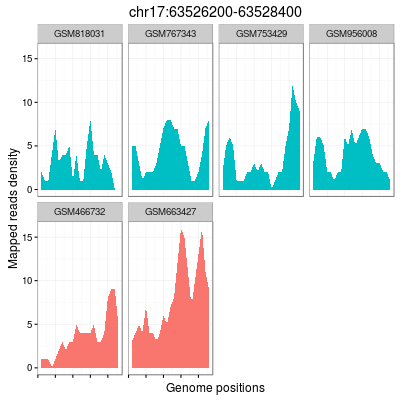 chr17:63526200-63528400
GSM818031 GSM767343 GSM753429 GSM956008
15
10
5
0
Mapped reads density
GSM466732 GSM663427
15
10
5
0
Genome positions